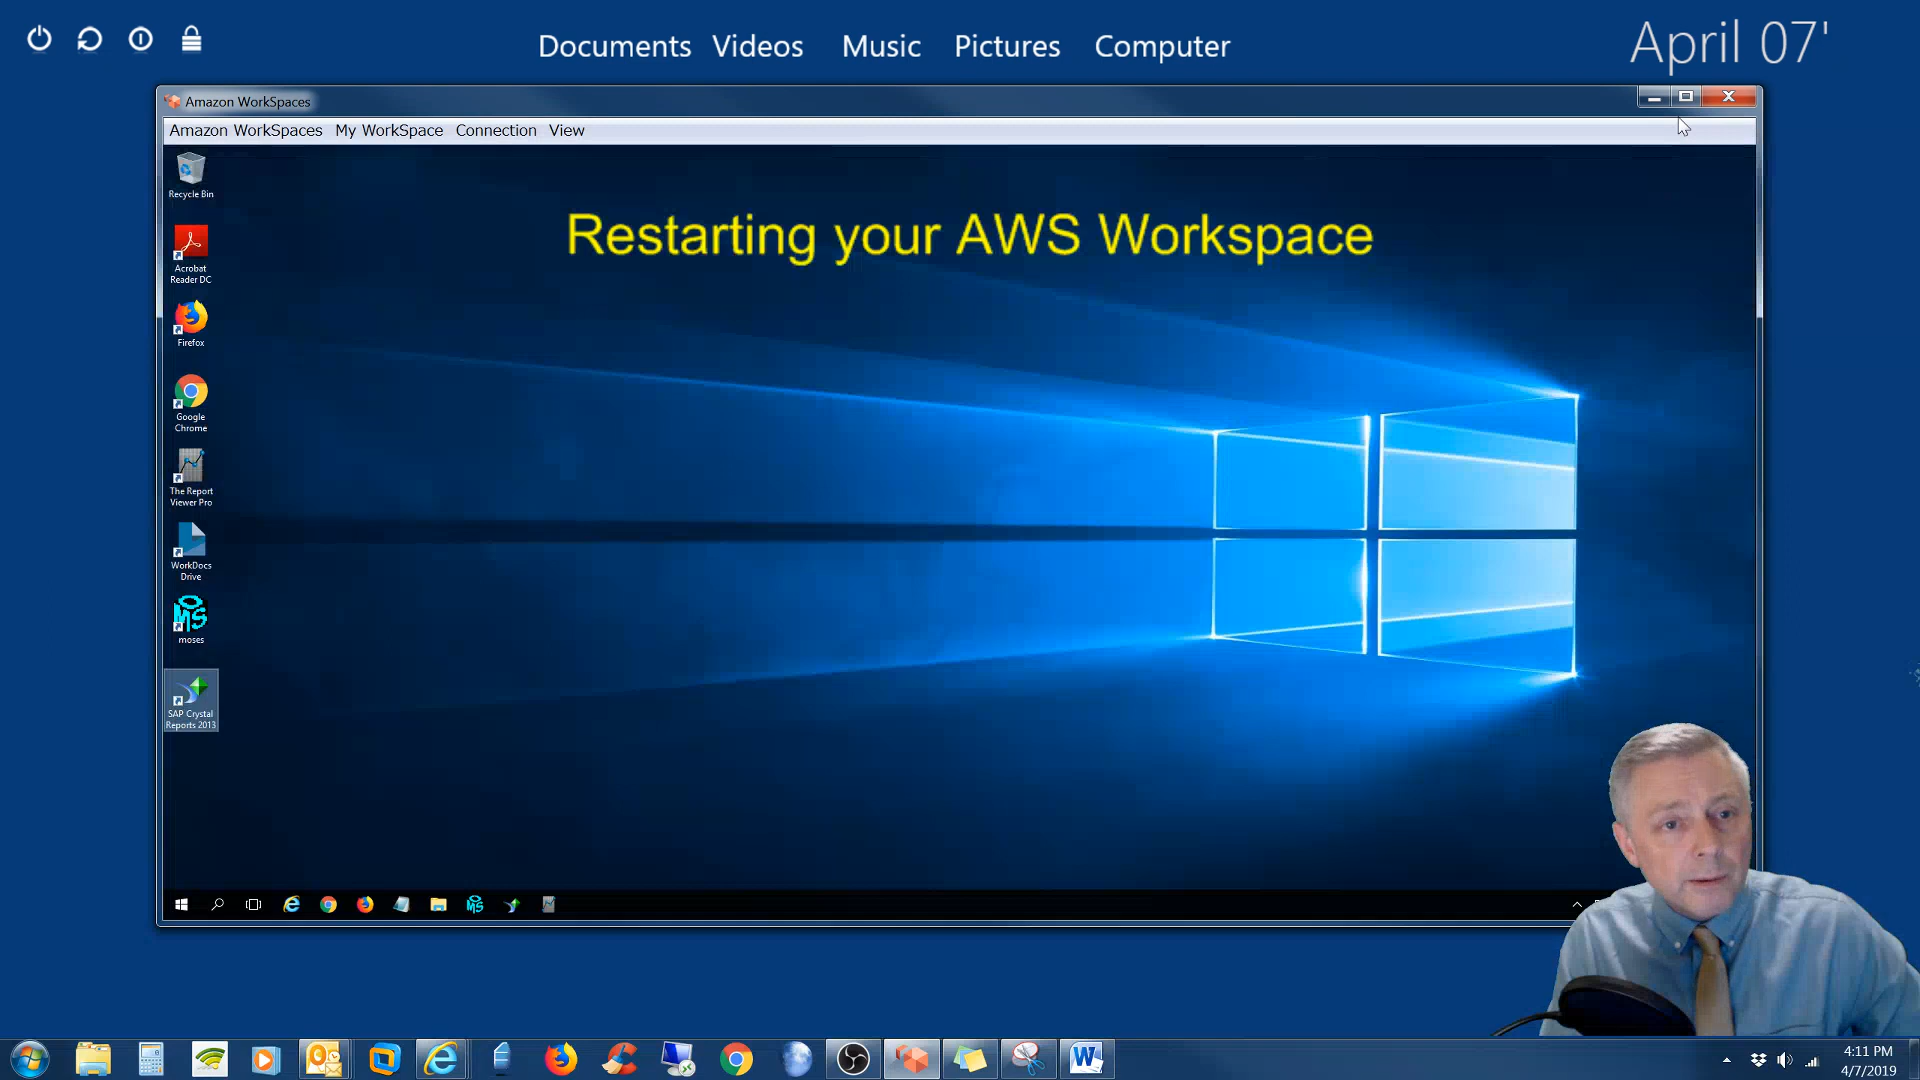 Documents Videos Music Pictures Computer
April 07'
Amazon WorkSpaces
Amazon WorkSpaces My WorkSpace Connection View
Restarting your AWS Workspace
Recycle Bin
Acrobat
Reader DC
Firefox
Google
Chrome
The Report
Viewer Pro
WorkDocs
Drive
moses
SAP Crystal
Reports 2013
4:11 PM
4/7/2019